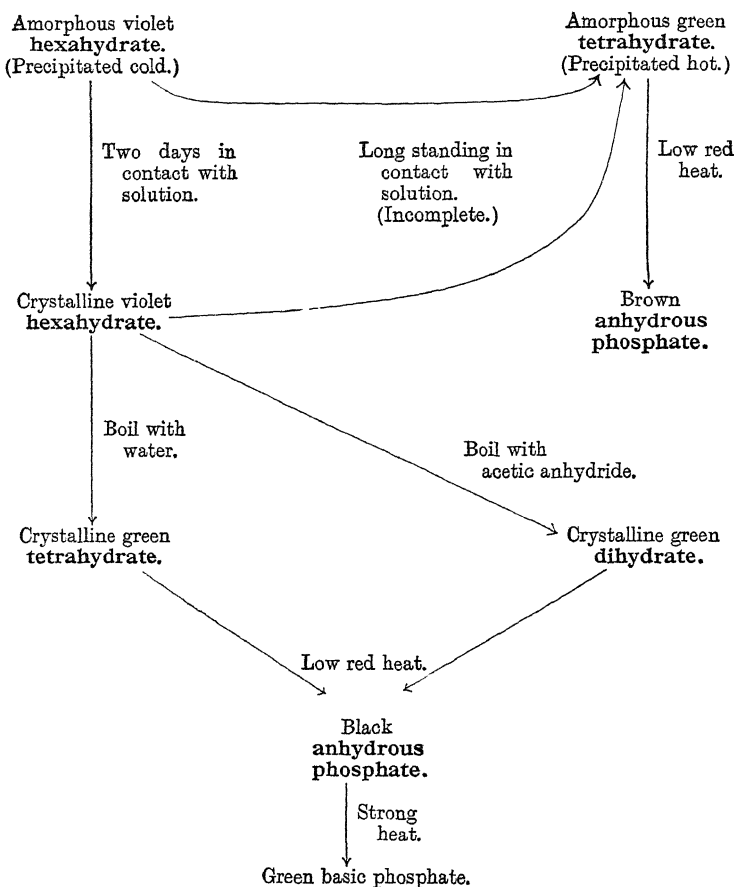 Amorphous violet
hexahydrate.
(Precipitated cold.)
Amorphous green
tetrahydrate.
(Precipitated hot.)
Two days in
contact with
solution.
Long standing in
contact with
solution.
(Incomplete.)
Low red
heat.
Crystalline violet
hexahydrate.
Brown
anhydrous
phosphate.
Boil with
water.
Boil with
acetic anhydride.
Crystalline green
tetrahydrate.
Crystalline green
dihydrate.
Low red heat.
Black
anhydrous
phosphate.
Strong
heat.
Green basic phosphate.